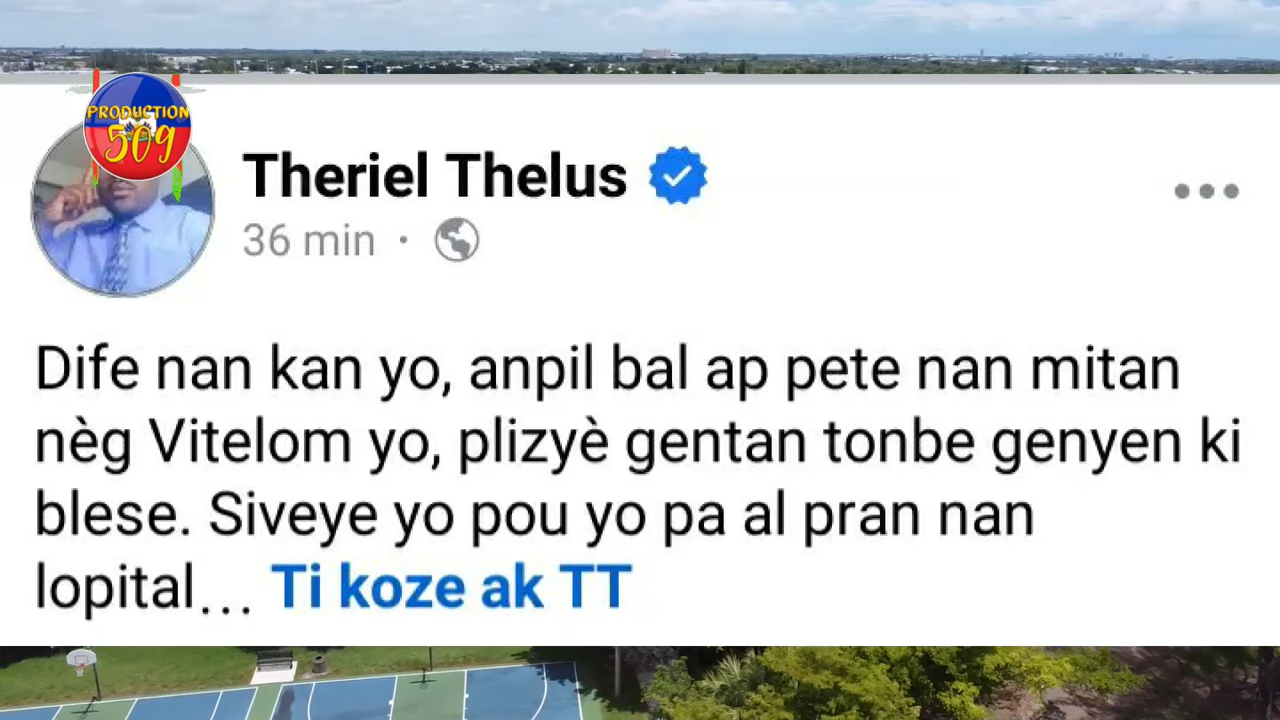 PRODUCTION
509
Theriel Thelus
36 min ·
Dife nan kan yo, anpil bal ap pete nan mitan
nèg Vitelom yo, plizyè gentan tonbe genyen ki
blese. Siveye yo pou yo pa al pran nan
lopital... Ti koze ak TT